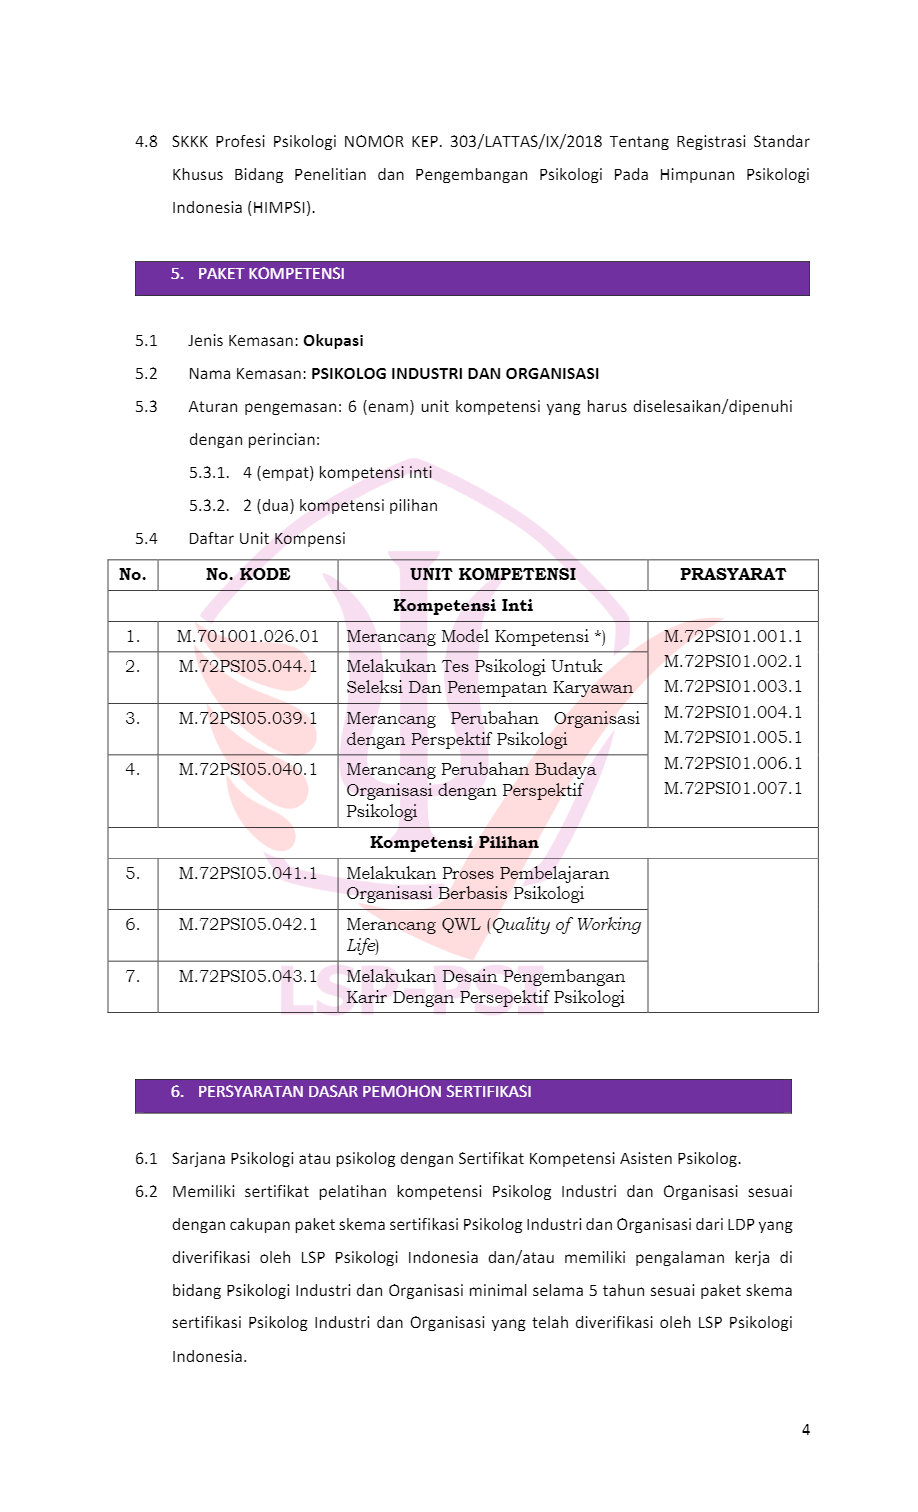 4.8 SKKK Profesi Psikologi NOMOR KEP. 303/LATTAS/IX/2018 Tentang Registrasi Standar
Khusus Bidang Penelitian dan Pengembangan Psikologi Pada Himpunan Psikologi
Indonesia (HIMPSI).
5. PAKET KOMPETENSI
5.1 Jenis Kemasan: Okupasi
5.2 Nama Kemasan: PSIKOLOG INDUSTRI DAN ORGANISASI
5.3 Aturan pengemasan: 6 (enam) unit kompetensi yang harus diselesaikan/dipenuhi
dengan perincian:
5.3.1. 4 (empat) kompetensi inti
5.3.2. 2 (dua) kompetensi pilihan
5.4 Daftar Unit Kompensi
No. No. KODE UNIT KOMPETENSI PRASYARAT
Kompetensi Inti
1. M.701001.026.01 Merancang Model Kompetensi *) M.72PSI01.001.1
2. M.72PSI05.044.1 Melakukan Tes Psikologi Untuk M.72PSI01.002.1
Seleksi Dan Penempatan Karyawan M.72PSI01.003.1
3. M.72PSI05.039.1 Merancang Perubahan Organisasi M.72PSI01.004.1
dengan Perspektif Psikologi M.72PSI01.005.1
4. M.72PSI05.040.1 Merancang Perubahan Budaya M.72PSI01.006.1
Organisasi dengan Perspektif M.72PSI01.007.1
Psikologi
Kompetensi Pilihan
5. M.72PSI05.041.1 Melakukan Proses Pembelajaran
Organisasi Berbasis Psikologi
6. M.72PSI05.042.1 Merancang QWL (Quality of Working
Life)
7. M.72PSI05.043.1 Melakukan Desain Pengembangan
Karir Dengan Persepektif Psikologi
LSP-PSI
6. PERSYARATAN DASAR PEMOHON SERTIFIKASI
6.1 Sarjana Psikologi atau psikolog dengan Sertifikat Kompetensi Asisten Psikolog.
6.2 Memiliki sertifikat pelatihan kompetensi Psikolog Industri dan Organisasi sesuai
dengan cakupan paket skema sertifikasi Psikolog Industri dan Organisasi dari LDP yang
diverifikasi oleh LSP Psikologi Indonesia dan/atau memiliki pengalaman kerja di
bidang Psikologi Industri dan Organisasi minimal selama 5 tahun sesuai paket skema
sertifikasi Psikolog Industri dan Organisasi yang telah diverifikasi oleh LSP Psikologi
Indonesia.
4